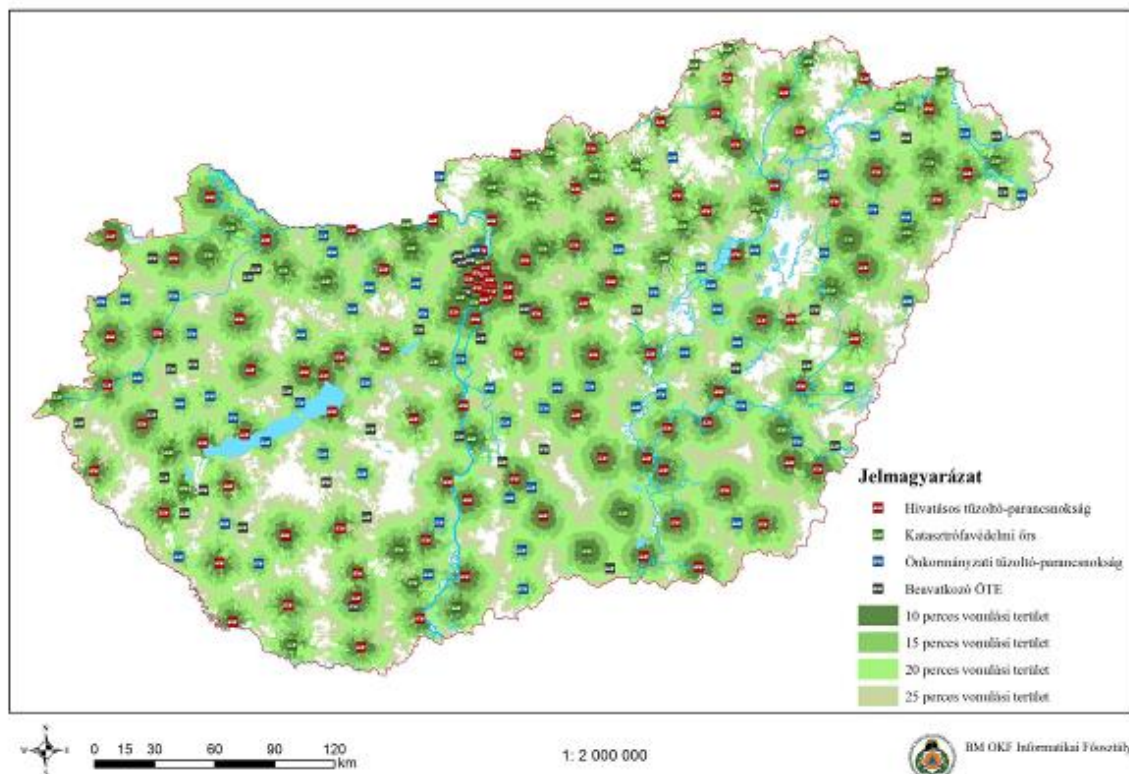 Jelmagyarázat
Hivatásos tűzoltó-parancsnokság
Katasztrófavédelmi őrs
Önkormányzati tűzoltó-parancsnokság
Beavatkozó ÖTE
10 perces vonulási terület
15 perces vonulási terület
20 perces vonulási terület
25 perces vonulási terület
N
0 15 30 60 90 120
km
1: 2 000 000
BM OKF Informatikai Főosztály